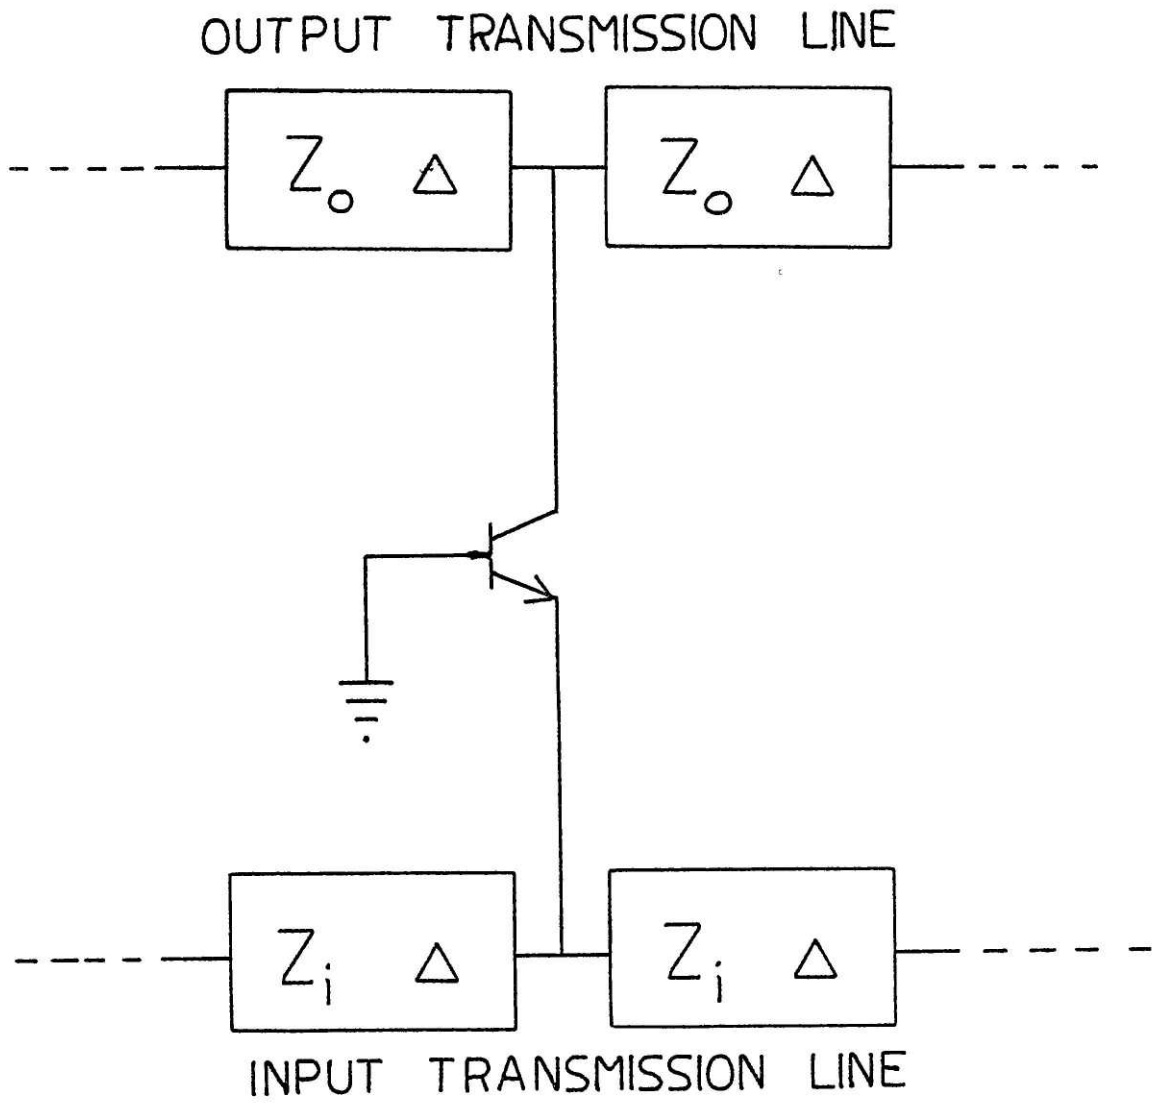 OUTPUT TRANSMISSION LINE
Z₀ Δ
Z₀ Δ
Zᵢ Δ
Zᵢ Δ
INPUT TRANSMISSION LINE